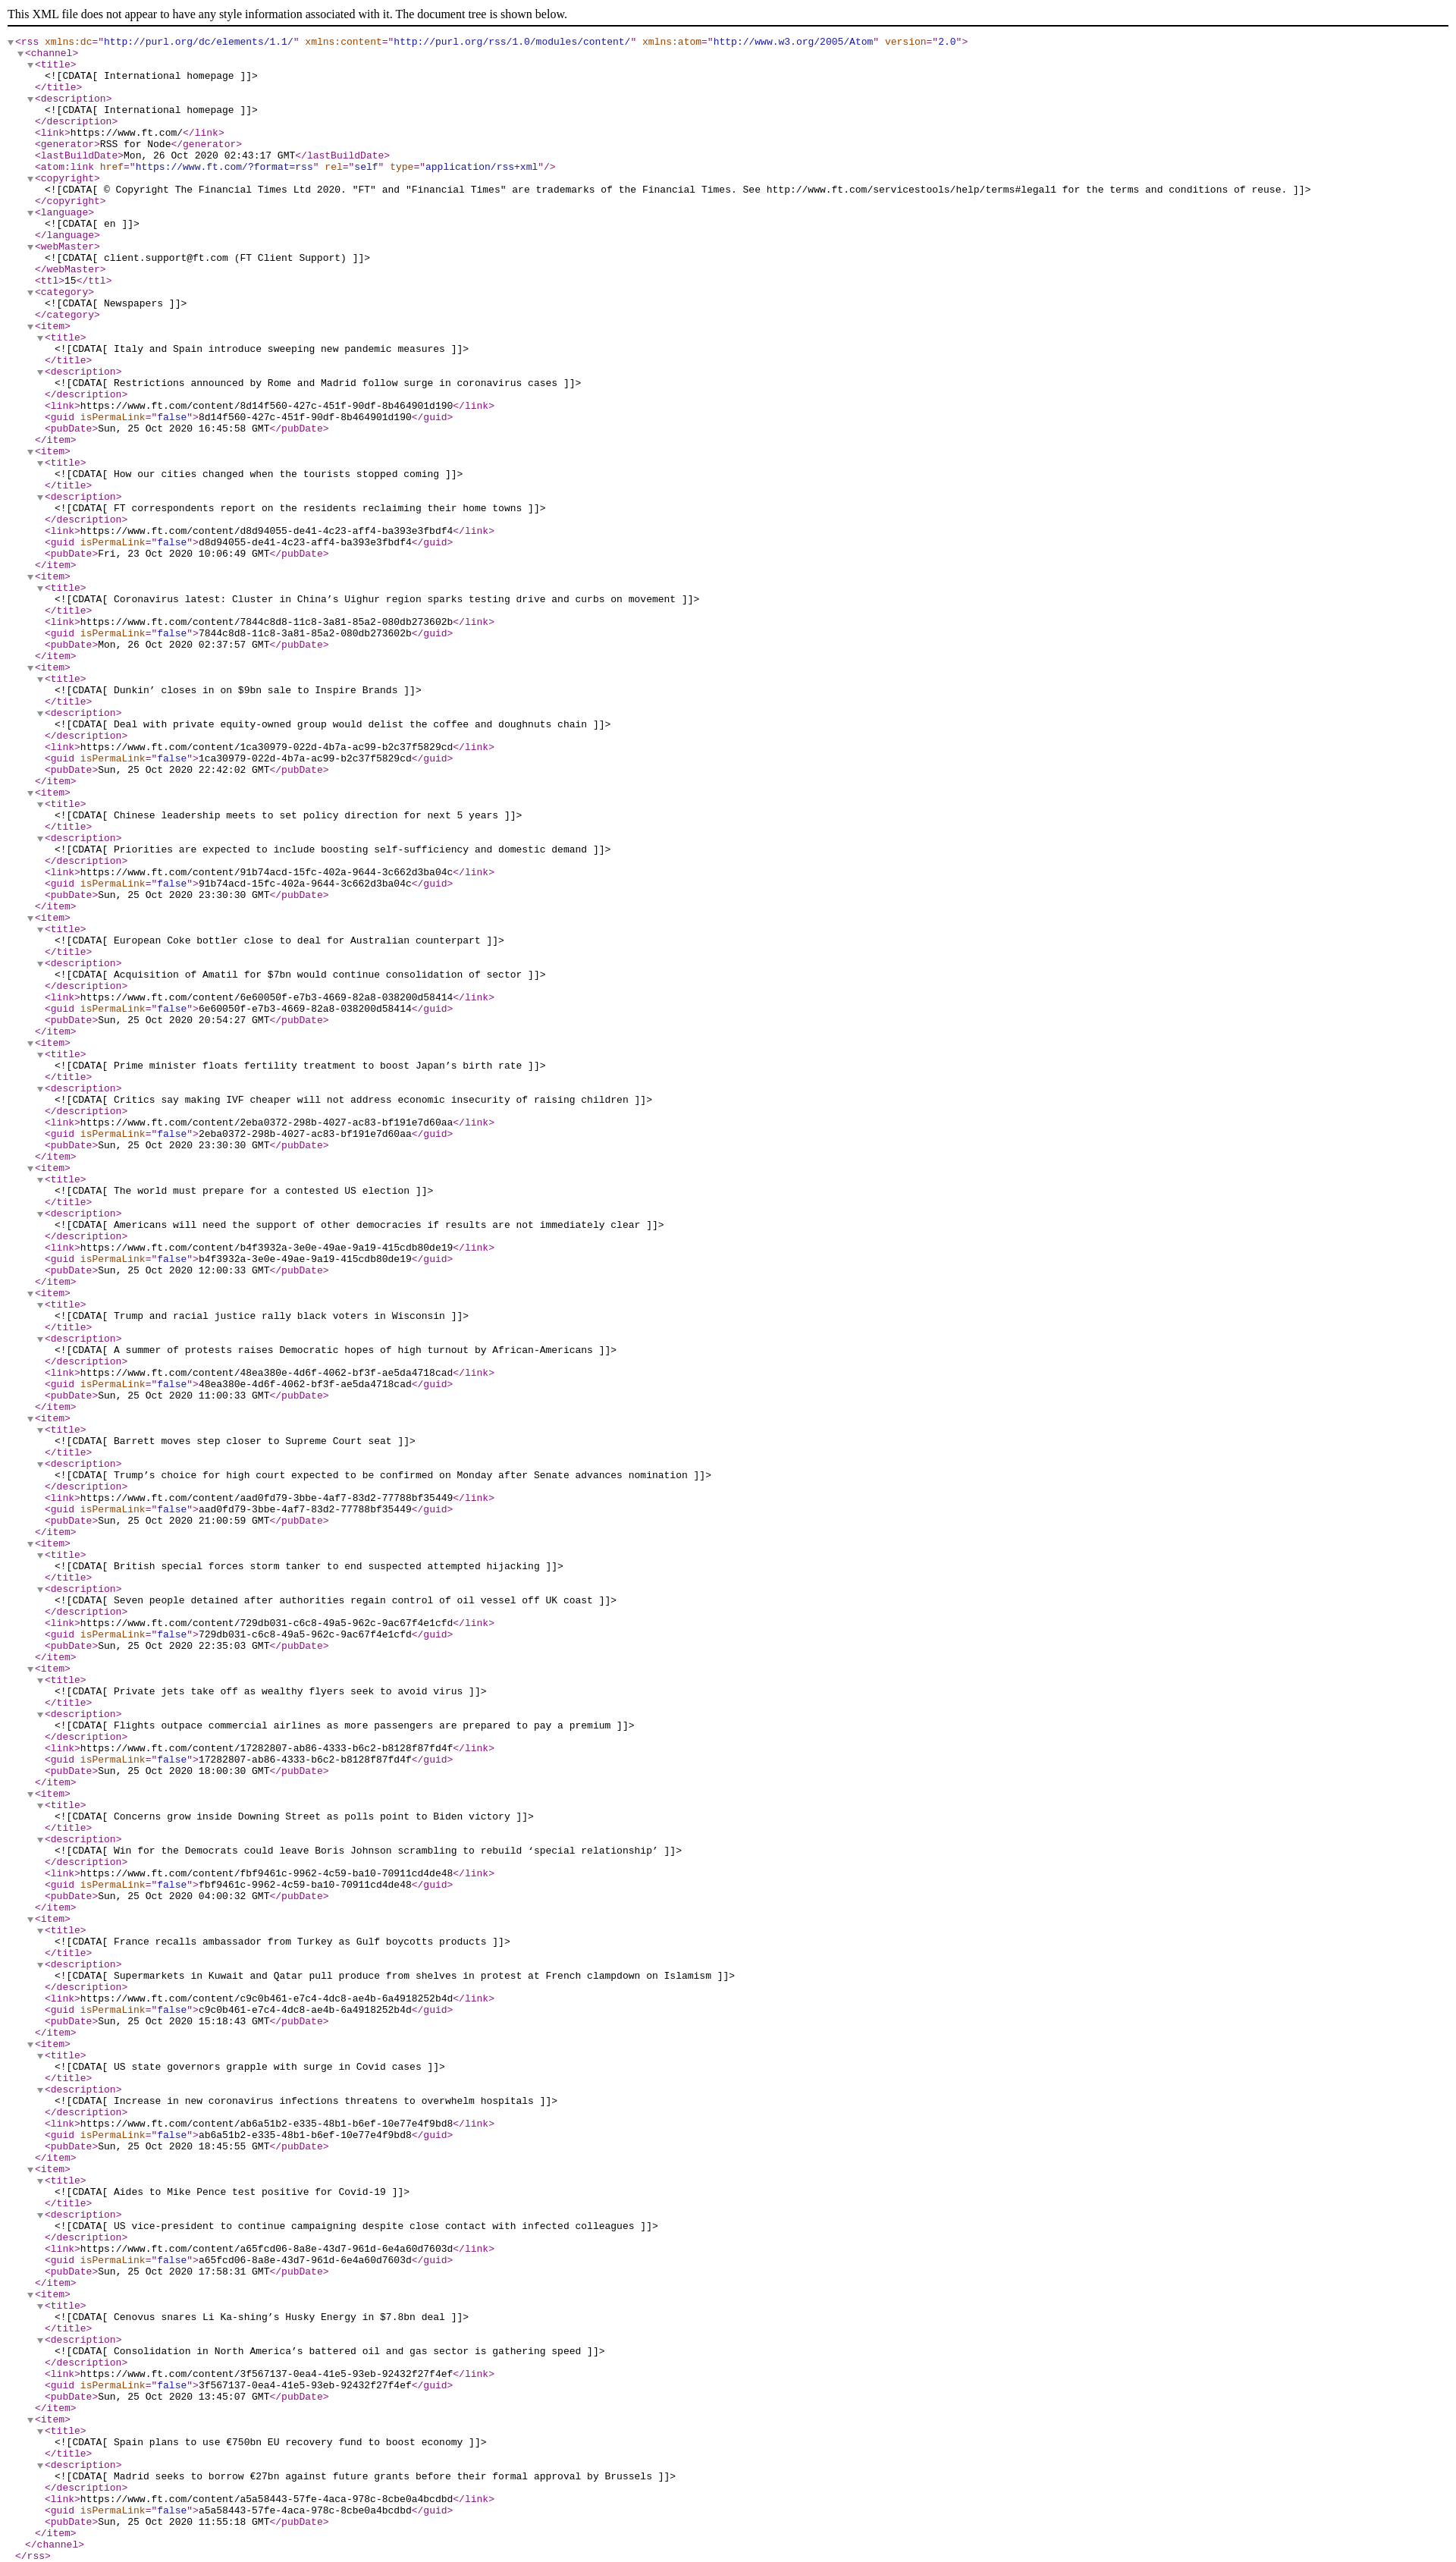 This XML file does not appear to have any style information associated with it. The document tree is shown below.
<rss xmlns:dc="http://purl.org/dc/elements/1.1/" xmlns:content="http://purl.org/rss/1.0/modules/content/" xmlns:atom="http://www.w3.org/2005/Atom" version="2.0">
<channel>
<title>
<![CDATA[ International homepage ]]>
</title>
<description>
<![CDATA[ International homepage ]]>
</description>
<link>https://www.ft.com/</link>
<generator>RSS for Node</generator>
<lastBuildDate>Mon, 26 Oct 2020 02:43:17 GMT</lastBuildDate>
<atom:link href="https://www.ft.com/?format=rss" rel="self" type="application/rss+xml"/>
<copyright>
<![CDATA[ © Copyright The Financial Times Ltd 2020. "FT" and "Financial Times" are trademarks of the Financial Times. See http://www.ft.com/servicestools/help/terms#legal1 for the terms and conditions of reuse. ]]>
</copyright>
<language>
<![CDATA[ en ]]>
</language>
<webMaster>
<![CDATA[ client.support@ft.com (FT Client Support) ]]>
</webMaster>
<ttl>15</ttl>
<category>
<![CDATA[ Newspapers ]]>
</category>
<item>
<title>
<![CDATA[ Italy and Spain introduce sweeping new pandemic measures ]]>
</title>
<description>
<![CDATA[ Restrictions announced by Rome and Madrid follow surge in coronavirus cases ]]>
</description>
<link>https://www.ft.com/content/8d14f560-427c-451f-90df-8b464901d190</link>
<guid isPermaLink="false">8d14f560-427c-451f-90df-8b464901d190</guid>
<pubDate>Sun, 25 Oct 2020 16:45:58 GMT</pubDate>
</item>
<item>
<title>
<![CDATA[ How our cities changed when the tourists stopped coming ]]>
</title>
<description>
<![CDATA[ FT correspondents report on the residents reclaiming their home towns ]]>
</description>
<link>https://www.ft.com/content/d8d94055-de41-4c23-aff4-ba393e3fbdf4</link>
<guid isPermaLink="false">d8d94055-de41-4c23-aff4-ba393e3fbdf4</guid>
<pubDate>Fri, 23 Oct 2020 10:06:49 GMT</pubDate>
</item>
<item>
<title>
<![CDATA[ Coronavirus latest: Cluster in China’s Uighur region sparks testing drive and curbs on movement ]]>
</title>
<link>https://www.ft.com/content/7844c8d8-11c8-3a81-85a2-080db273602b</link>
<guid isPermaLink="false">7844c8d8-11c8-3a81-85a2-080db273602b</guid>
<pubDate>Mon, 26 Oct 2020 02:37:57 GMT</pubDate>
</item>
<item>
<title>
<![CDATA[ Dunkin’ closes in on $9bn sale to Inspire Brands ]]>
</title>
<description>
<![CDATA[ Deal with private equity-owned group would delist the coffee and doughnuts chain ]]>
</description>
<link>https://www.ft.com/content/1ca30979-022d-4b7a-ac99-b2c37f5829cd</link>
<guid isPermaLink="false">1ca30979-022d-4b7a-ac99-b2c37f5829cd</guid>
<pubDate>Sun, 25 Oct 2020 22:42:02 GMT</pubDate>
</item>
<item>
<title>
<![CDATA[ Chinese leadership meets to set policy direction for next 5 years ]]>
</title>
<description>
<![CDATA[ Priorities are expected to include boosting self-sufficiency and domestic demand ]]>
</description>
<link>https://www.ft.com/content/91b74acd-15fc-402a-9644-3c662d3ba04c</link>
<guid isPermaLink="false">91b74acd-15fc-402a-9644-3c662d3ba04c</guid>
<pubDate>Sun, 25 Oct 2020 23:30:30 GMT</pubDate>
</item>
<item>
<title>
<![CDATA[ European Coke bottler close to deal for Australian counterpart ]]>
</title>
<description>
<![CDATA[ Acquisition of Amatil for $7bn would continue consolidation of sector ]]>
</description>
<link>https://www.ft.com/content/6e60050f-e7b3-4669-82a8-038200d58414</link>
<guid isPermaLink="false">6e60050f-e7b3-4669-82a8-038200d58414</guid>
<pubDate>Sun, 25 Oct 2020 20:54:27 GMT</pubDate>
</item>
<item>
<title>
<![CDATA[ Prime minister floats fertility treatment to boost Japan’s birth rate ]]>
</title>
<description>
<![CDATA[ Critics say making IVF cheaper will not address economic insecurity of raising children ]]>
</description>
<link>https://www.ft.com/content/2eba0372-298b-4027-ac83-bf191e7d60aa</link>
<guid isPermaLink="false">2eba0372-298b-4027-ac83-bf191e7d60aa</guid>
<pubDate>Sun, 25 Oct 2020 23:30:30 GMT</pubDate>
</item>
<item>
<title>
<![CDATA[ The world must prepare for a contested US election ]]>
</title>
<description>
<![CDATA[ Americans will need the support of other democracies if results are not immediately clear ]]>
</description>
<link>https://www.ft.com/content/b4f3932a-3e0e-49ae-9a19-415cdb80de19</link>
<guid isPermaLink="false">b4f3932a-3e0e-49ae-9a19-415cdb80de19</guid>
<pubDate>Sun, 25 Oct 2020 12:00:33 GMT</pubDate>
</item>
<item>
<title>
<![CDATA[ Trump and racial justice rally black voters in Wisconsin ]]>
</title>
<description>
<![CDATA[ A summer of protests raises Democratic hopes of high turnout by African-Americans ]]>
</description>
<link>https://www.ft.com/content/48ea380e-4d6f-4062-bf3f-ae5da4718cad</link>
<guid isPermaLink="false">48ea380e-4d6f-4062-bf3f-ae5da4718cad</guid>
<pubDate>Sun, 25 Oct 2020 11:00:33 GMT</pubDate>
</item>
<item>
<title>
<![CDATA[ Barrett moves step closer to Supreme Court seat ]]>
</title>
<description>
<![CDATA[ Trump’s choice for high court expected to be confirmed on Monday after Senate advances nomination ]]>
</description>
<link>https://www.ft.com/content/aad0fd79-3bbe-4af7-83d2-77788bf35449</link>
<guid isPermaLink="false">aad0fd79-3bbe-4af7-83d2-77788bf35449</guid>
<pubDate>Sun, 25 Oct 2020 21:00:59 GMT</pubDate>
</item>
<item>
<title>
<![CDATA[ British special forces storm tanker to end suspected attempted hijacking ]]>
</title>
<description>
<![CDATA[ Seven people detained after authorities regain control of oil vessel off UK coast ]]>
</description>
<link>https://www.ft.com/content/729db031-c6c8-49a5-962c-9ac67f4e1cfd</link>
<guid isPermaLink="false">729db031-c6c8-49a5-962c-9ac67f4e1cfd</guid>
<pubDate>Sun, 25 Oct 2020 22:35:03 GMT</pubDate>
</item>
<item>
<title>
<![CDATA[ Private jets take off as wealthy flyers seek to avoid virus ]]>
</title>
<description>
<![CDATA[ Flights outpace commercial airlines as more passengers are prepared to pay a premium ]]>
</description>
<link>https://www.ft.com/content/17282807-ab86-4333-b6c2-b8128f87fd4f</link>
<guid isPermaLink="false">17282807-ab86-4333-b6c2-b8128f87fd4f</guid>
<pubDate>Sun, 25 Oct 2020 18:00:30 GMT</pubDate>
</item>
<item>
<title>
<![CDATA[ Concerns grow inside Downing Street as polls point to Biden victory ]]>
</title>
<description>
<![CDATA[ Win for the Democrats could leave Boris Johnson scrambling to rebuild ‘special relationship’ ]]>
</description>
<link>https://www.ft.com/content/fbf9461c-9962-4c59-ba10-70911cd4de48</link>
<guid isPermaLink="false">fbf9461c-9962-4c59-ba10-70911cd4de48</guid>
<pubDate>Sun, 25 Oct 2020 04:00:32 GMT</pubDate>
</item>
<item>
<title>
<![CDATA[ France recalls ambassador from Turkey as Gulf boycotts products ]]>
</title>
<description>
<![CDATA[ Supermarkets in Kuwait and Qatar pull produce from shelves in protest at French clampdown on Islamism ]]>
</description>
<link>https://www.ft.com/content/c9c0b461-e7c4-4dc8-ae4b-6a4918252b4d</link>
<guid isPermaLink="false">c9c0b461-e7c4-4dc8-ae4b-6a4918252b4d</guid>
<pubDate>Sun, 25 Oct 2020 15:18:43 GMT</pubDate>
</item>
<item>
<title>
<![CDATA[ US state governors grapple with surge in Covid cases ]]>
</title>
<description>
<![CDATA[ Increase in new coronavirus infections threatens to overwhelm hospitals ]]>
</description>
<link>https://www.ft.com/content/ab6a51b2-e335-48b1-b6ef-10e77e4f9bd8</link>
<guid isPermaLink="false">ab6a51b2-e335-48b1-b6ef-10e77e4f9bd8</guid>
<pubDate>Sun, 25 Oct 2020 18:45:55 GMT</pubDate>
</item>
<item>
<title>
<![CDATA[ Aides to Mike Pence test positive for Covid-19 ]]>
</title>
<description>
<![CDATA[ US vice-president to continue campaigning despite close contact with infected colleagues ]]>
</description>
<link>https://www.ft.com/content/a65fcd06-8a8e-43d7-961d-6e4a60d7603d</link>
<guid isPermaLink="false">a65fcd06-8a8e-43d7-961d-6e4a60d7603d</guid>
<pubDate>Sun, 25 Oct 2020 17:58:31 GMT</pubDate>
</item>
<item>
<title>
<![CDATA[ Cenovus snares Li Ka-shing’s Husky Energy in $7.8bn deal ]]>
</title>
<description>
<![CDATA[ Consolidation in North America’s battered oil and gas sector is gathering speed ]]>
</description>
<link>https://www.ft.com/content/3f567137-0ea4-41e5-93eb-92432f27f4ef</link>
<guid isPermaLink="false">3f567137-0ea4-41e5-93eb-92432f27f4ef</guid>
<pubDate>Sun, 25 Oct 2020 13:45:07 GMT</pubDate>
</item>
<item>
<title>
<![CDATA[ Spain plans to use €750bn EU recovery fund to boost economy ]]>
</title>
<description>
<![CDATA[ Madrid seeks to borrow €27bn against future grants before their formal approval by Brussels ]]>
</description>
<link>https://www.ft.com/content/a5a58443-57fe-4aca-978c-8cbe0a4bcdbd</link>
<guid isPermaLink="false">a5a58443-57fe-4aca-978c-8cbe0a4bcdbd</guid>
<pubDate>Sun, 25 Oct 2020 11:55:18 GMT</pubDate>
</item>
</channel>
</rss>